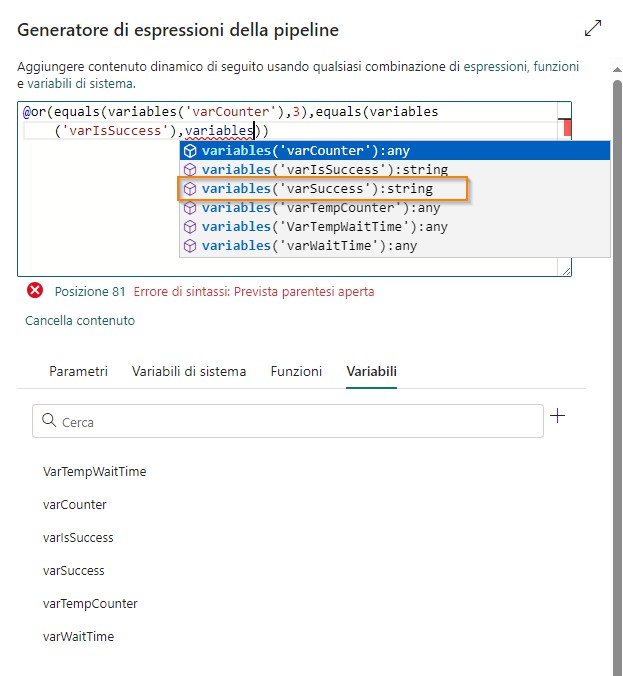 Generatore di espressioni della pipeline
Aggiungere contenuto dinamico di seguito usando qualsiasi combinazione di espressioni, funzioni
e variabili di sistema.
@or(equals(variables('varCounter'),3),equals(variables
('varIsSuccess'),variables))
variables('varCounter'):any
variables('varIsSuccess'):string
variables('varSuccess'):string
variables('varTempCounter'):any
variables('VarTempWaitTime'):any
variables('varWaitTime'):any
Posizione 81 Errore di sintassi: Prevista parentesi aperta
Cancella contenuto
Parametri Variabili di sistema Funzioni Variabili
Cerca
VarTempWaitTime
varCounter
varIsSuccess
varSuccess
varTempCounter
varWaitTime